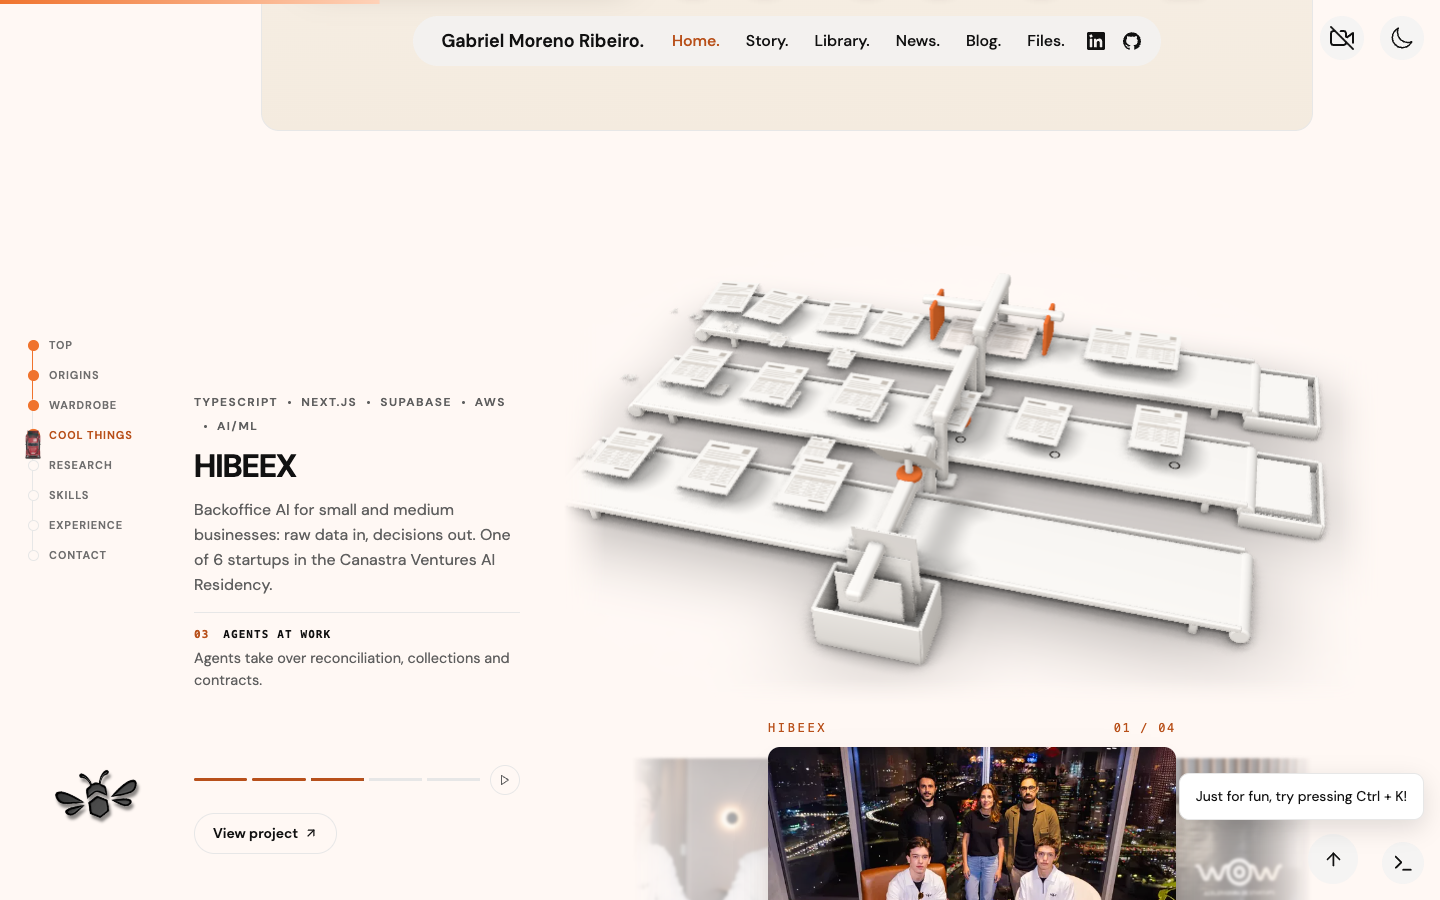 Gabriel Moreno Ribeiro. Home. Story. Library. News. Blog. Files.
TOP
ORIGINS
WARDROBE
COOL THINGS
RESEARCH
SKILLS
EXPERIENCE
CONTACT
TYPESCRIPT • NEXT.JS • SUPABASE • AWS
• AI/ML
HIBEEX
Backoffice AI for small and medium
businesses: raw data in, decisions out. One
of 6 startups in the Canastra Ventures AI
Residency.
03 AGENTS AT WORK
Agents take over reconciliation, collections and
contracts.
View project
HIBEEX 01 / 04
WOW
Just for fun, try pressing Ctrl + K!